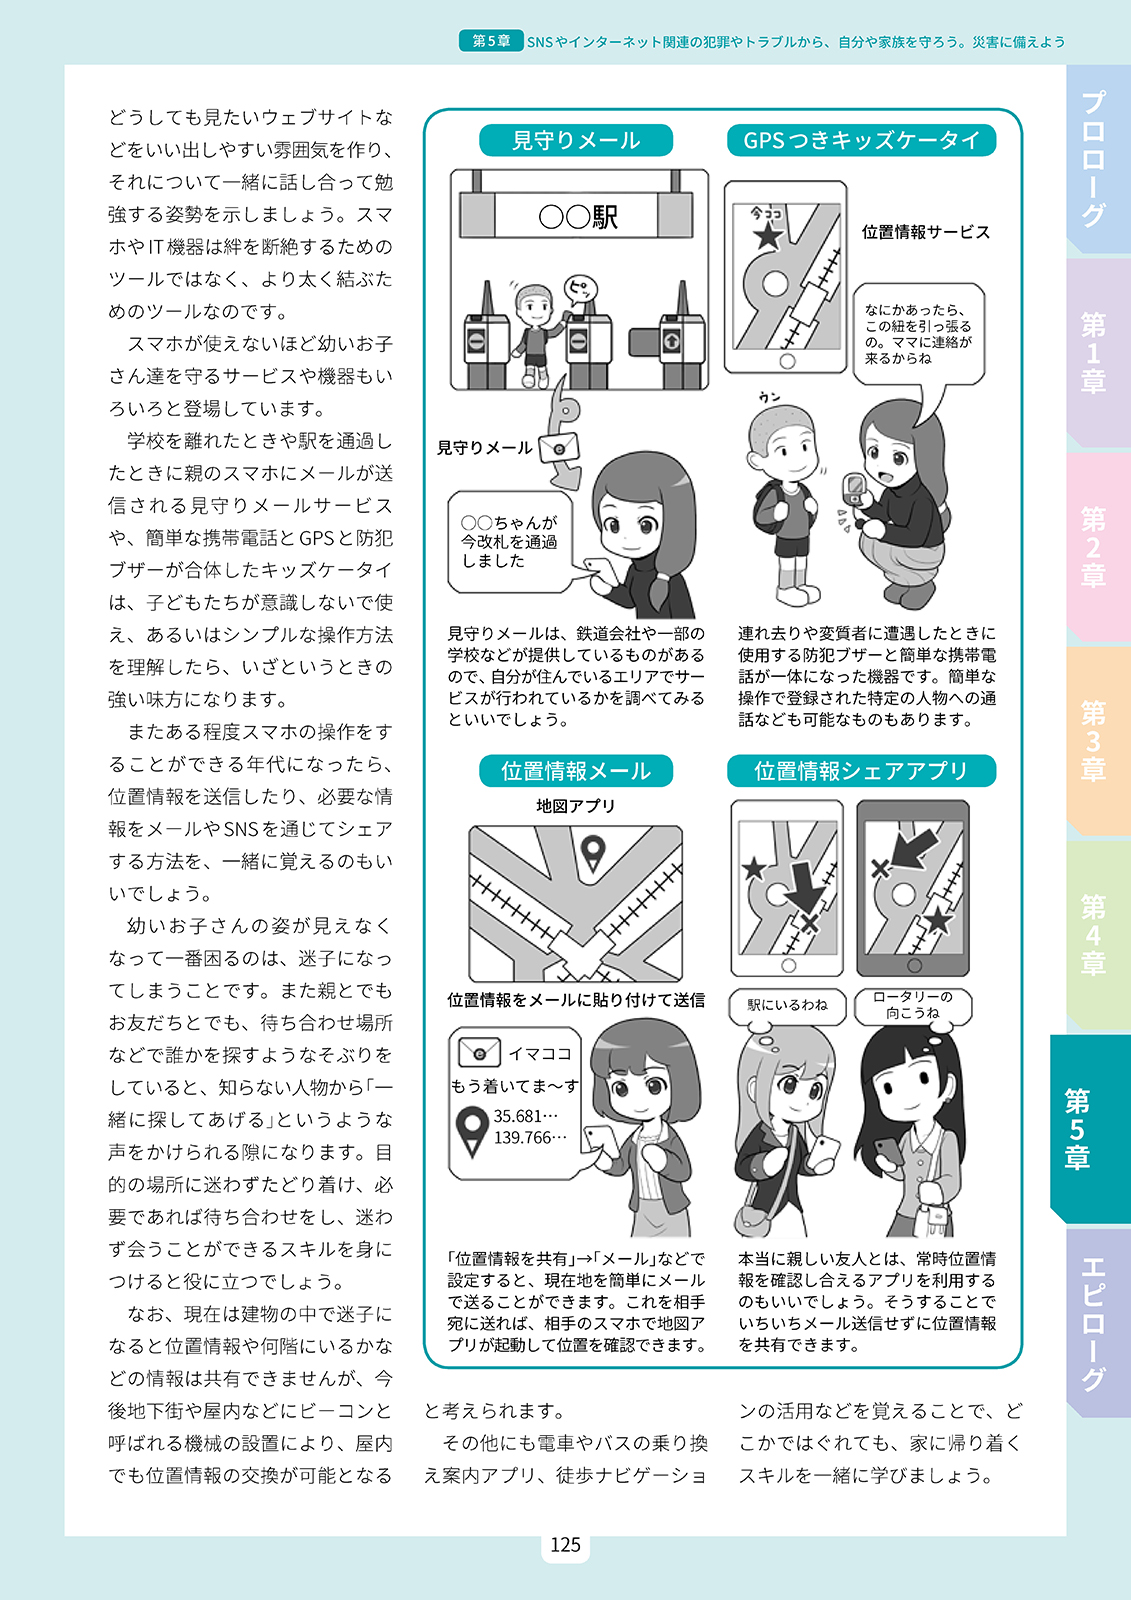 第5章 SNSやインターネット関連の犯罪やトラブルから、自分や家族を守ろう。災害に備えよう
どうしても見たいウェブサイトな
どをいい出しやすい雰囲気を作り、
それについて一緒に話し合って勉
強する姿勢を示しましょう。スマ
ホやIT機器は絆を断絶するための
ツールではなく、より太く結ぶた
めのツールなのです。
スマホが使えないほど幼いお子
さん達を守るサービスや機器もい
ろいろと登場しています。
学校を離れたときや駅を通過し
たときに親のスマホにメールが送
信される見守りメールサービス
や、簡単な携帯電話とGPSと防犯
ブザーが合体したキッズケータイ
は、子どもたちが意識しないで使
え、あるいはシンプルな操作方法
を理解したら、いざというときの
強い味方になります。
またある程度スマホの操作をす
ることができる年代になったら、
位置情報を送信したり、必要な情
報をメールやSNSを通じてシェア
する方法を、一緒に覚えるのもい
いでしょう。
幼いお子さんの姿が見えなく
なって一番困るのは、迷子になっ
てしまうことです。また親とでも
お友だちとでも、待ち合わせ場所
などで誰かを探すようなそぶりを
していると、知らない人物から「一
緒に探してあげる」というような
声をかけられる隙になります。目
的の場所に迷わずたどり着け、必
要であれば待ち合わせをし、迷わ
ず会うことができるスキルを身に
つけると役に立つでしょう。
なお、現在は建物の中で迷子に
なると位置情報や何階にいるかな
どの情報は共有できませんが、今
後地下街や屋内などにビーコンと
呼ばれる機械の設置により、屋内
でも位置情報の交換が可能となる
見守りメール
○○駅
ピッ
見守りメール
○○ちゃんが
今改札を通過
しました
見守りメールは、鉄道会社や一部の
学校などが提供しているものがある
ので、自分が住んでいるエリアでサー
ビスが行われているかを調べてみる
といいでしょう。
GPSつきキッズケータイ
今ココ
位置情報サービス
なにかあったら、
この紐を引っ張る
の。ママに連絡が
来るからね
ウン
連れ去りや変質者に遭遇したときに
使用する防犯ブザーと簡単な携帯電
話が一体になった機器です。簡単な
操作で登録された特定の人物への通
話なども可能なものもあります。
位置情報メール
地図アプリ
位置情報をメールに貼り付けて送信
イマココ
もう着いてま〜す
35.681…
139.766…
「位置情報を共有」→「メール」などで
設定すると、現在地を簡単にメール
で送ることができます。これを相手
宛に送れば、相手のスマホで地図ア
プリが起動して位置を確認できます。
位置情報シェアアプリ
駅にいるわね
ロータリーの
向こうね
本当に親しい友人とは、常時位置情
報を確認し合えるアプリを利用する
のもいいでしょう。そうすることで
いちいちメール送信せずに位置情報
を共有できます。
と考えられます。
その他にも電車やバスの乗り換
え案内アプリ、徒歩ナビゲーショ
ンの活用などを覚えることで、ど
こかではぐれても、家に帰り着く
スキルを一緒に学びましょう。
プロローグ
第1章
第2章
第3章
第4章
第5章
エピローグ
125